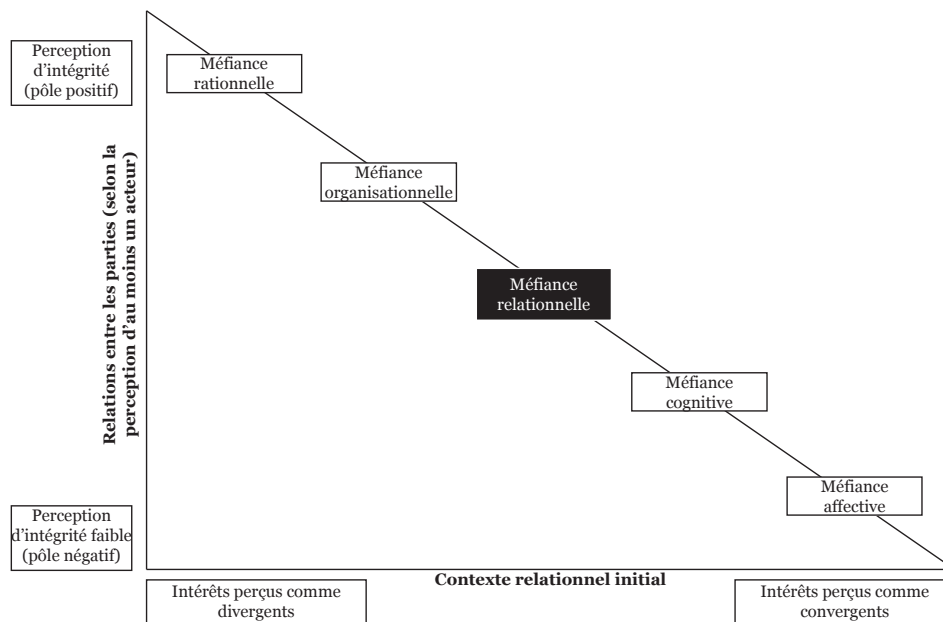 Perception
d'intégrité
(pôle positif)
Méfiance
rationnelle
Méfiance
organisationnelle
Relations entre les parties (selon la
perception d'au moins un acteur)
Méfiance
relationnelle
Méfiance
cognitive
Méfiance
affective
Perception
d'intégrité faible
(pôle négatif)
Contexte relationnel initial
Intérêts perçus comme
divergents
Intérêts perçus comme
convergents